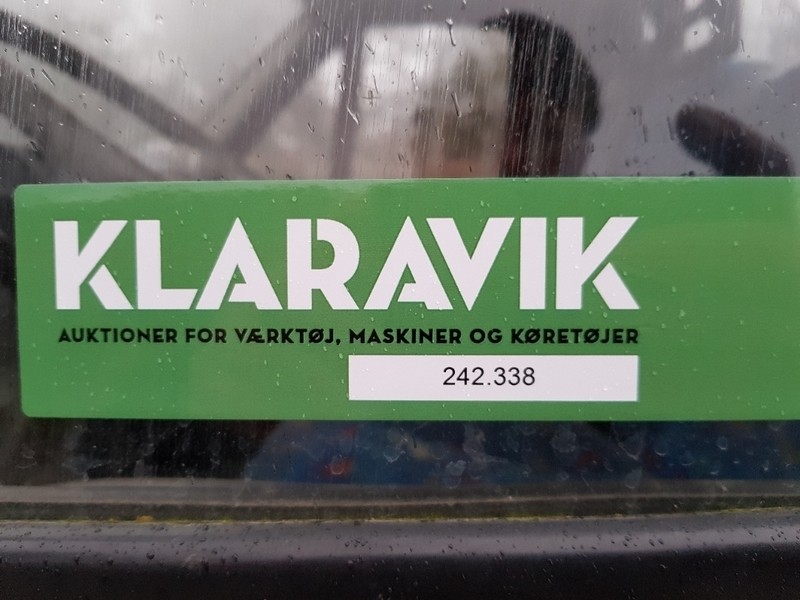 KLARAVIK
AUKTIONER FOR VÆRKTØJ, MASKINER OG KØRETØJER
242.338